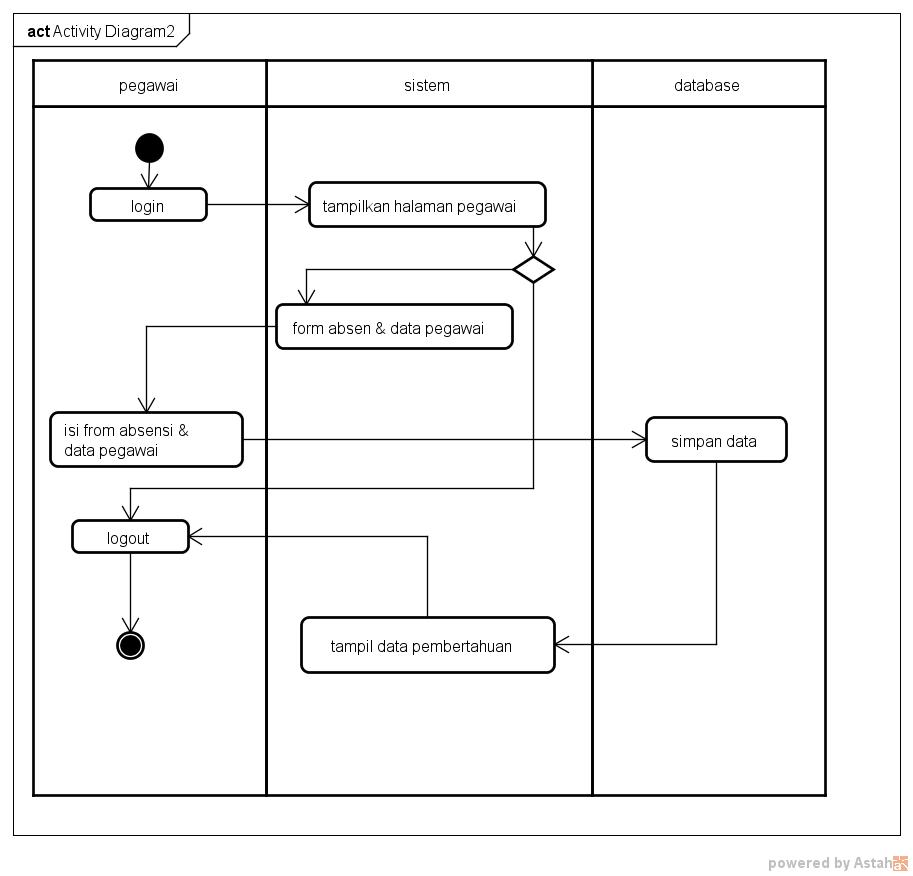 act Activity Diagram2
pegawai
sistem
database
login
tampilkan halaman pegawai
form absen & data pegawai
isi from absensi &
data pegawai
simpan data
logout
tampil data pembertahuan
powered by Astah